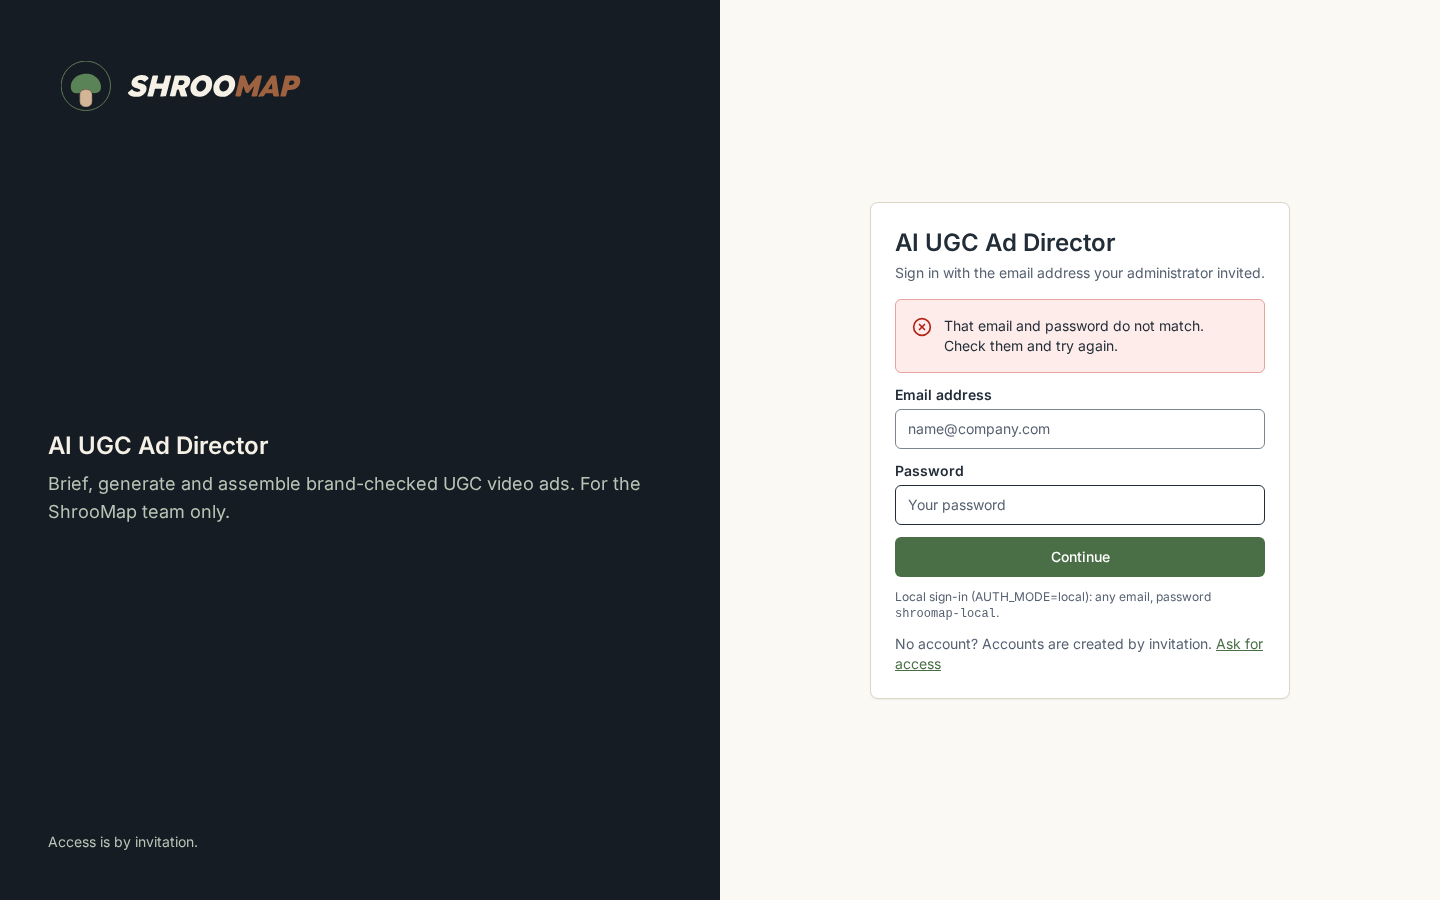 SHROOMAP
AI UGC Ad Director
Brief, generate and assemble brand-checked UGC video ads. For the
ShrooMap team only.
Access is by invitation.
AI UGC Ad Director
Sign in with the email address your administrator invited.
That email and password do not match.
Check them and try again.
Email address
name@company.com
Password
Your password
Continue
Local sign-in (AUTH_MODE=local): any email, password
shroomap-local.
No account? Accounts are created by invitation. Ask for
access